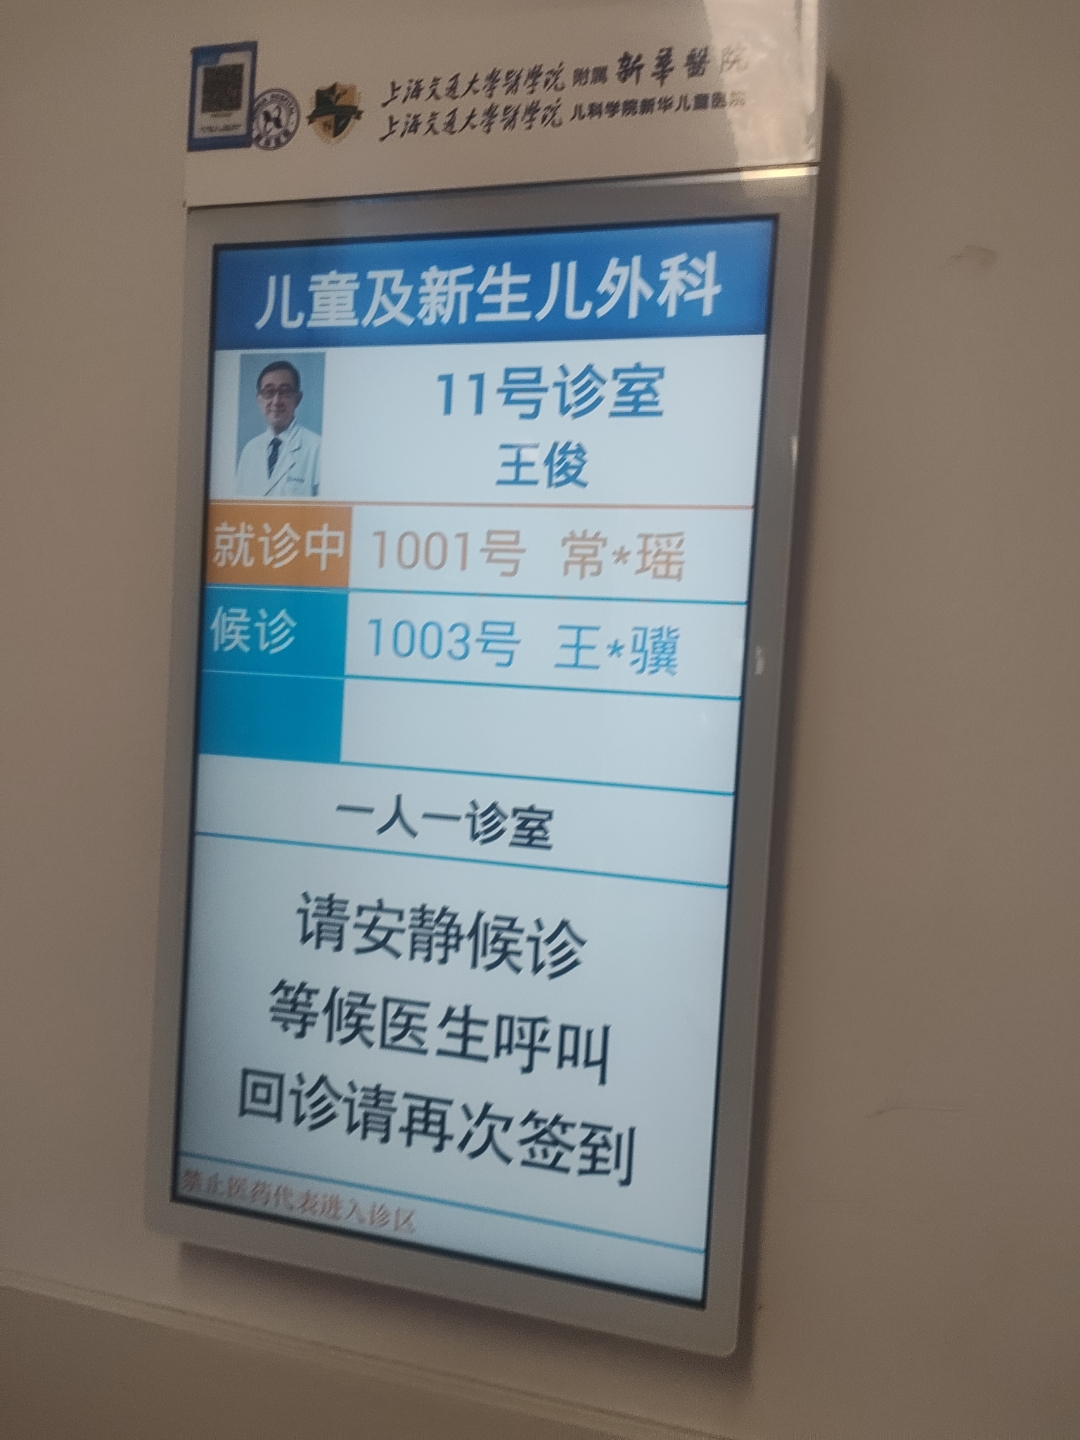 上海交通大学醫学院 附属 新華醫院
上海交通大学醫学院 儿科学院新华儿童医院
儿童及新生儿外科
11号诊室
王俊
就诊中 1001号 常*瑶
候诊 1003号 王*骥
一人一诊室
请安静候诊
等候医生呼叫
回诊请再次签到
禁止医药代表进入诊区